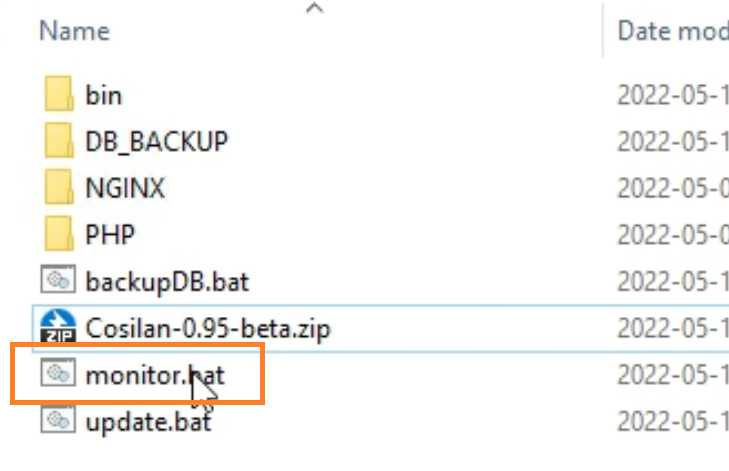 Name Date mod
bin 2022-05-1
DB_BACKUP 2022-05-1
NGINX 2022-05-0
PHP 2022-05-0
backupDB.bat 2022-05-1
ZIP Cosilan-0.95-beta.zip 2022-05-1
monitor.bat 2022-05-1
update.bat 2022-05-1